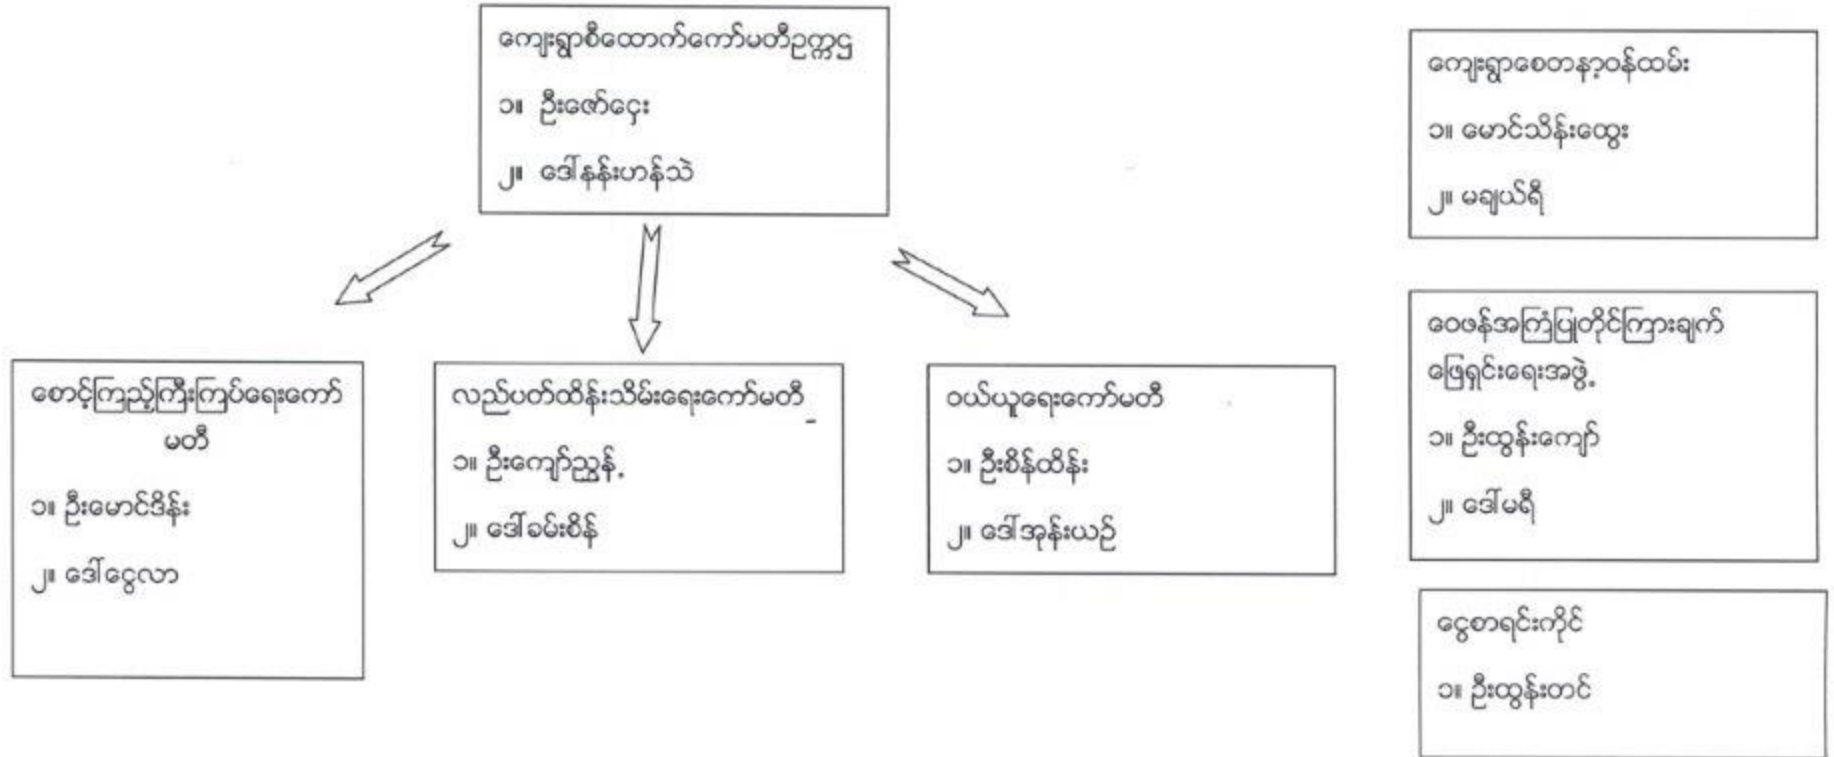 ကျေးရွာစီထောက်ကော်မတီဥက္ကဌ
၁။ ဦးဇော်ငှေး
၂။ ဒေါ်နန်းဟန်သဲ
စောင့်ကြည့်ကြီးကြပ်ရေးကော်
မတီ
၁။ ဦးမောင်ဒိန်း
၂။ ဒေါ်ငွေလာ
လည်ပတ်ထိန်းသိမ်းရေးကော်မတီ
၁။ ဦးကျော်ညွှန့်
၂။ ဒေါ်ခမ်းစိန်
ဝယ်ယူရေးကော်မတီ
၁။ ဦးစိန်ထိန်း
၂။ ဒေါ်အုန်းယဉ်
ကျေးရွာစေတနာ့ဝန်ထမ်း
၁။ မောင်သိန်းထွေး
၂။ မချယ်ရီ
ဝေဖန်အကြံပြုတိုင်ကြားချက်
ဖြေရှင်းရေးအဖွဲ့
၁။ ဦးထွန်းကျော်
၂။ ဒေါ်မရီ
ငွေစာရင်းကိုင်
၁။ ဦးထွန်းတင်